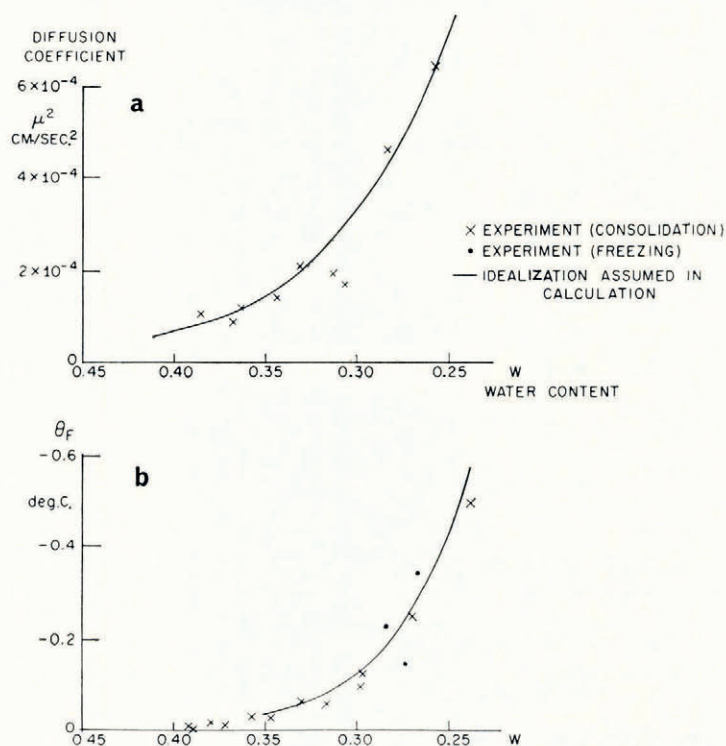 DIFFUSION
COEFFICIENT
6×10⁻⁴
a
μ²
CM/SEC.²
4×10⁻⁴
× EXPERIMENT (CONSOLIDATION)
• EXPERIMENT (FREEZING)
— IDEALIZATION ASSUMED IN
CALCULATION
2×10⁻⁴
0
0.45 0.40 0.35 0.30 0.25 W
WATER CONTENT
θF
-0.6
b
deg.C.
-0.4
-0.2
0
0.45 0.40 0.35 0.30 0.25 W